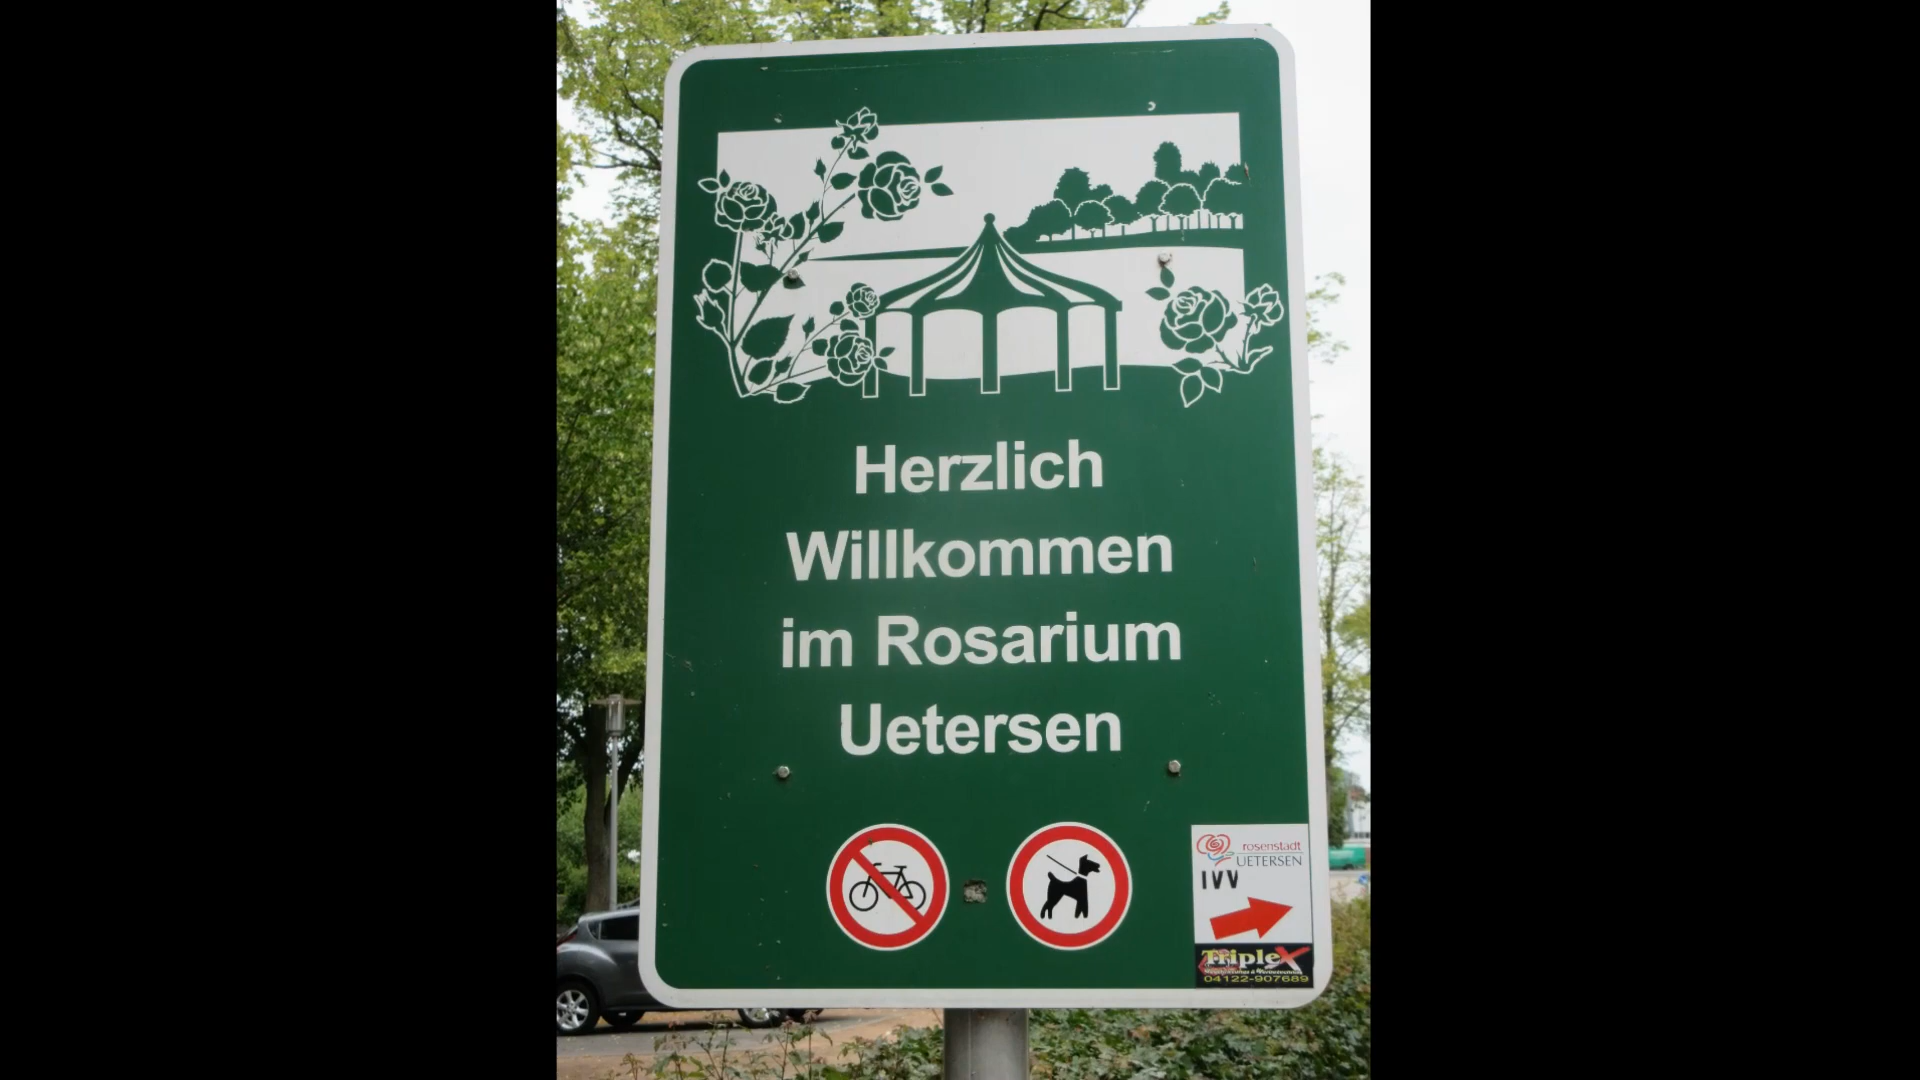 Herzlich
Willkommen
im Rosarium
Uetersen
rosenstadt
UETERSEN
IVV
TripleX
04122-907689